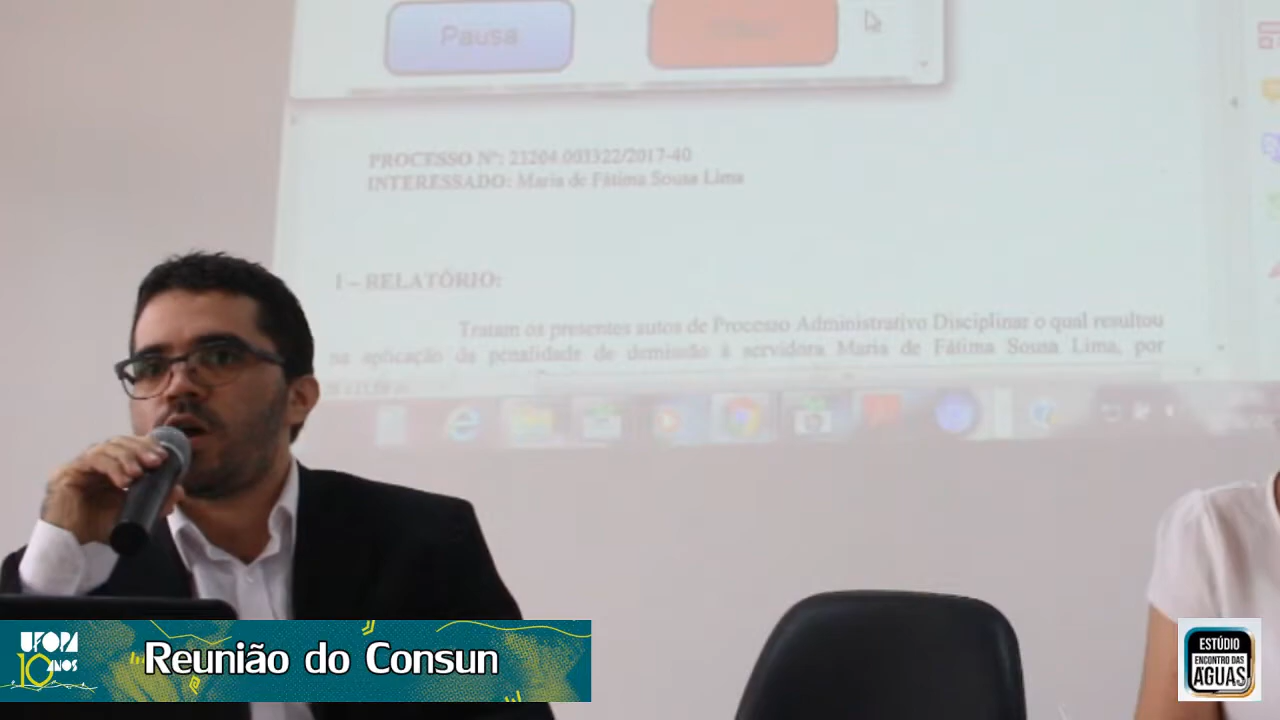 Pausa
PROCESSO Nº: 23204.003322/2017-40
INTERESSADO: Maria de Fátima Sousa Lima
I – RELATÓRIO:
Tratam os presentes autos de Processo Administrativo Disciplinar o qual resultou
na aplicação da penalidade de demissão à servidora Maria de Fátima Sousa Lima, por
UFOPA
10
ANOS
Reunião do Consun
ESTÚDIO
ENCONTRO DAS
ÁGUAS